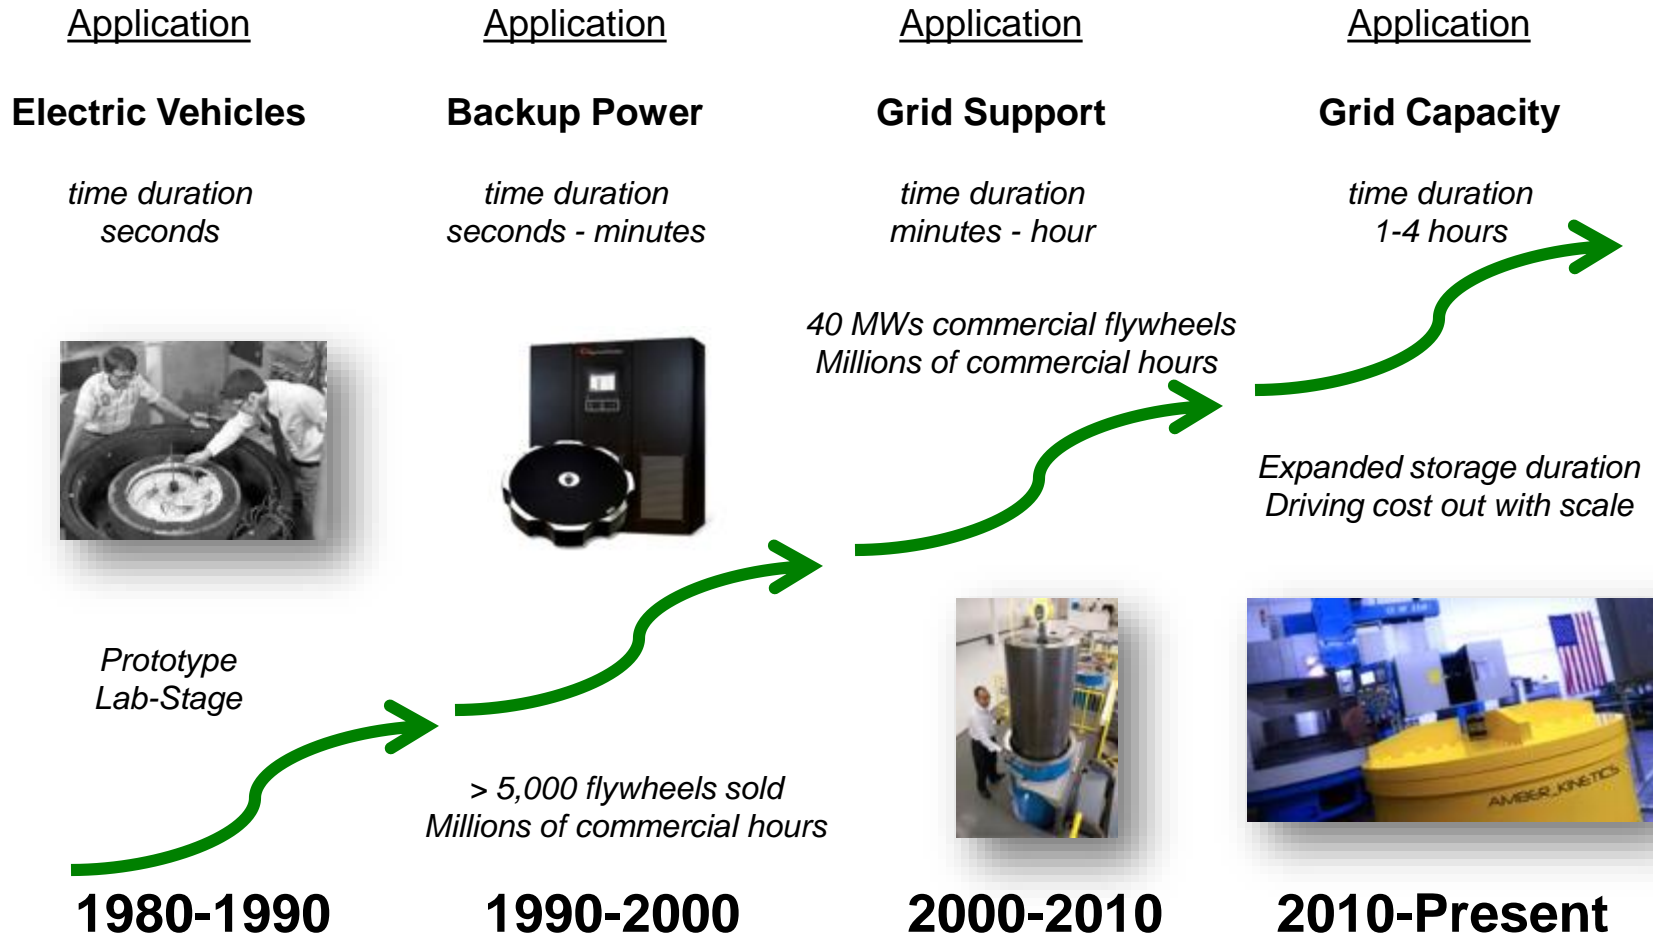 Application
Electric Vehicles
time duration
seconds
Prototype
Lab-Stage
1980-1990
Application
Backup Power
time duration
seconds - minutes
> 5,000 flywheels sold
Millions of commercial hours
1990-2000
Application
Grid Support
time duration
minutes - hour
40 MWs commercial flywheels
Millions of commercial hours
2000-2010
Application
Grid Capacity
time duration
1-4 hours
Expanded storage duration
Driving cost out with scale
AMBER_KINETICS
2010-Present